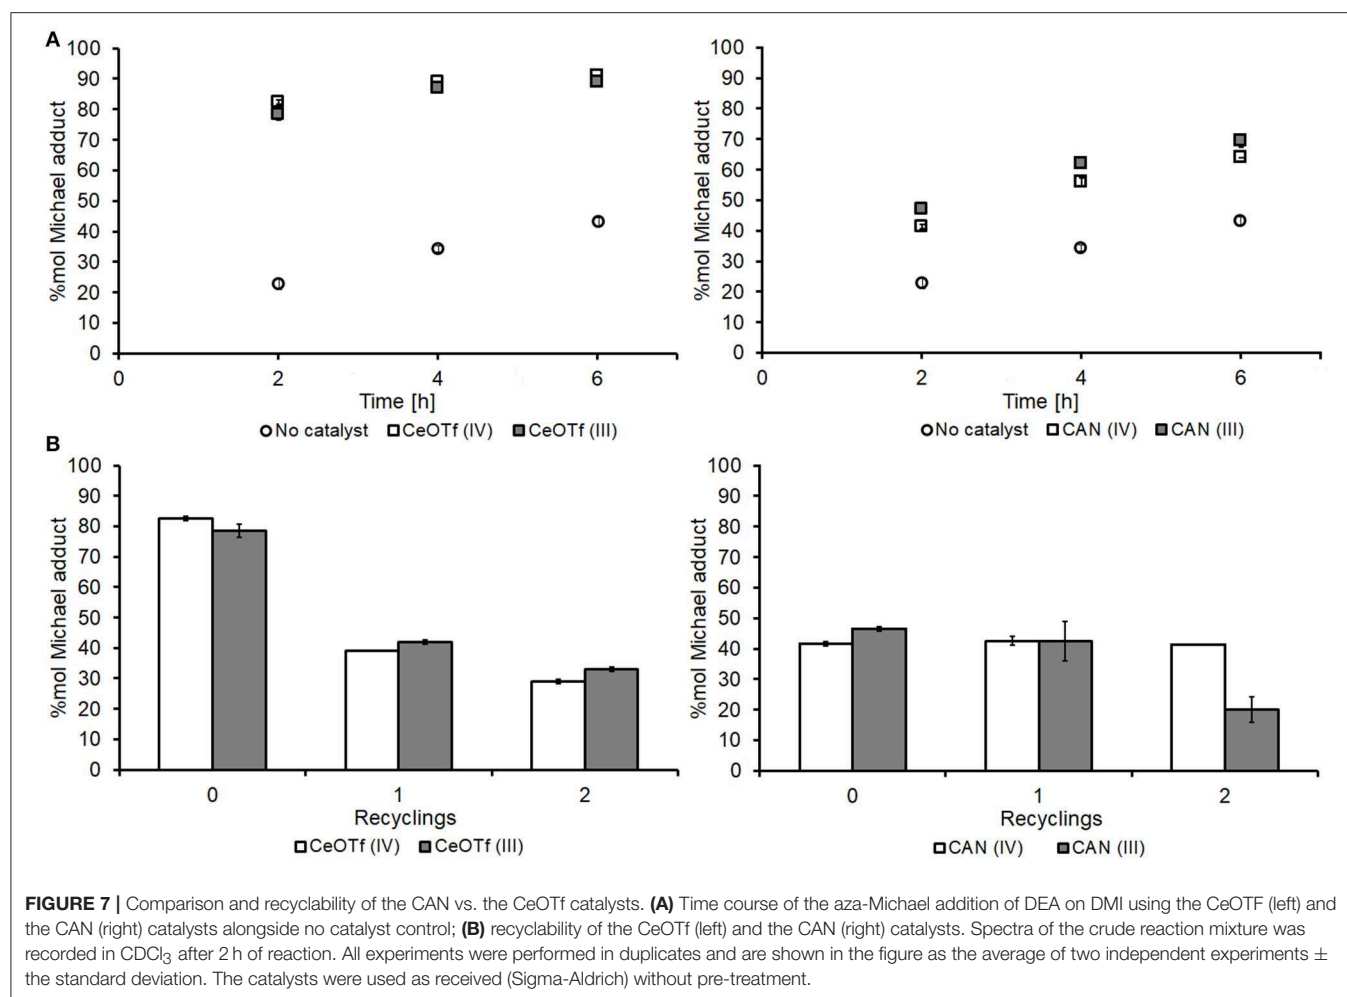 A
100
90
80
70
60
50
40
30
20
10
0
%mol Michael adduct
0 2 4 6
Time [h]
No catalyst CeOTf (IV) CeOTf (III)
100
90
80
70
60
50
40
30
20
10
0
%mol Michael adduct
0 2 4 6
Time [h]
No catalyst CAN (IV) CAN (III)
B
100
90
80
70
60
50
40
30
20
10
0
%mol Michael adduct
0 1 2
Recyclings
CeOTf (IV) CeOTf (III)
100
90
80
70
60
50
40
30
20
10
0
%mol Michael adduct
0 1 2
Recyclings
CAN (IV) CAN (III)
FIGURE 7 | Comparison and recyclability of the CAN vs. the CeOTf catalysts. (A) Time course of the aza-Michael addition of DEA on DMI using the CeOTF (left) and
the CAN (right) catalysts alongside no catalyst control; (B) recyclability of the CeOTf (left) and the CAN (right) catalysts. Spectra of the crude reaction mixture was
recorded in CDCl3 after 2 h of reaction. All experiments were performed in duplicates and are shown in the figure as the average of two independent experiments ±
the standard deviation. The catalysts were used as received (Sigma-Aldrich) without pre-treatment.